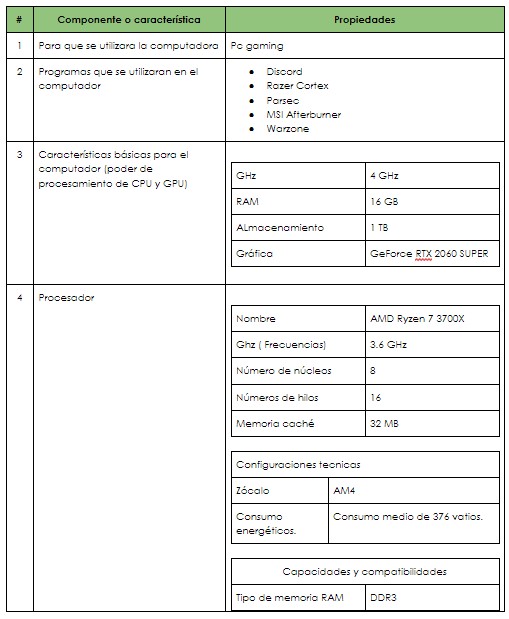 # Componente o característica Propiedades
1 Para que se utilizara la computadora Pc gaming
2 Programas que se utilizaran en el
computador
• Discord
• Razer Cortex
• Parsec
• MSI Afterburner
• Warzone
3 Características básicas para el
computador (poder de
procesamiento de CPU y GPU)
GHz 4 GHz
RAM 16 GB
ALmacenamiento 1 TB
Gráfica GeForce RTX 2060 SUPER
4 Procesador
Nombre AMD Ryzen 7 3700X
Ghz ( Frecuencias) 3.6 GHz
Número de núcleos 8
Números de hilos 16
Memoria caché 32 MB
Configuraciones tecnicas
Zócalo AM4
Consumo
energéticos.
Consumo medio de 376 vatios.
Capacidades y compatibilidades
Tipo de memoria RAM DDR3